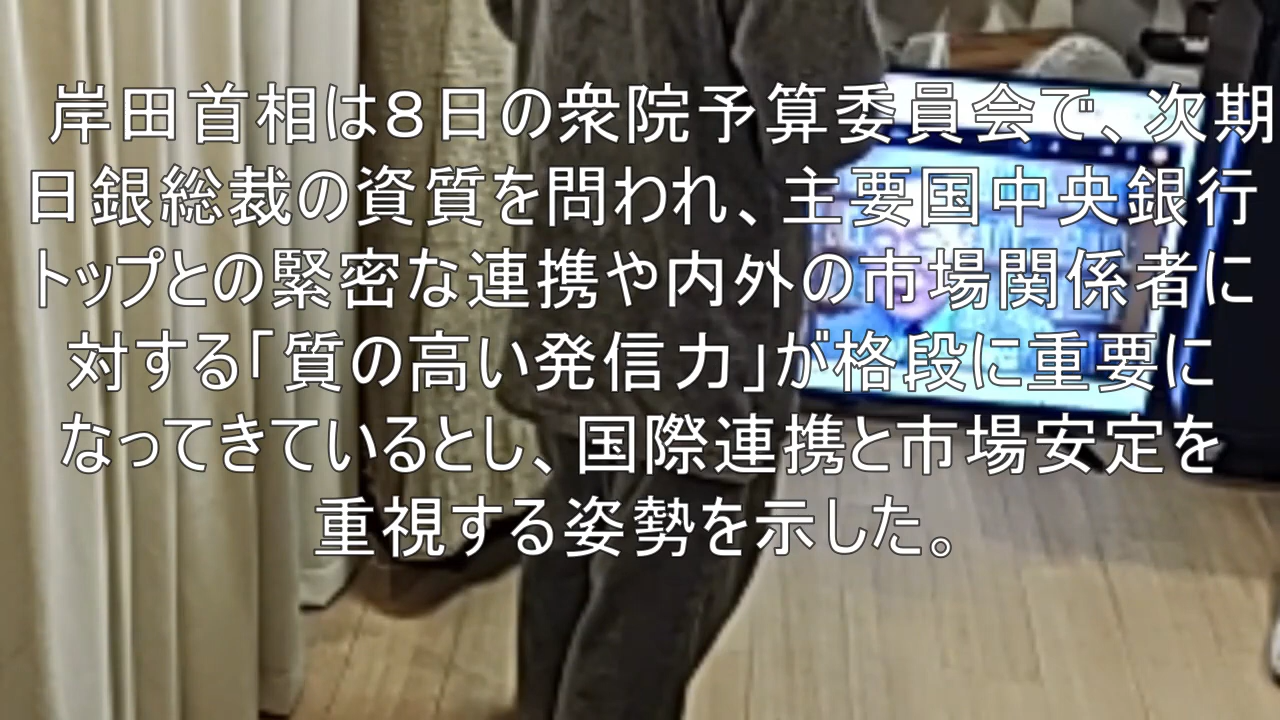 岸田首相は８日の衆院予算委員会で、次期
日銀総裁の資質を問われ、主要国中央銀行
トップとの緊密な連携や内外の市場関係者に
対する「質の高い発信力」が格段に重要に
なってきているとし、国際連携と市場安定を
重視する姿勢を示した。